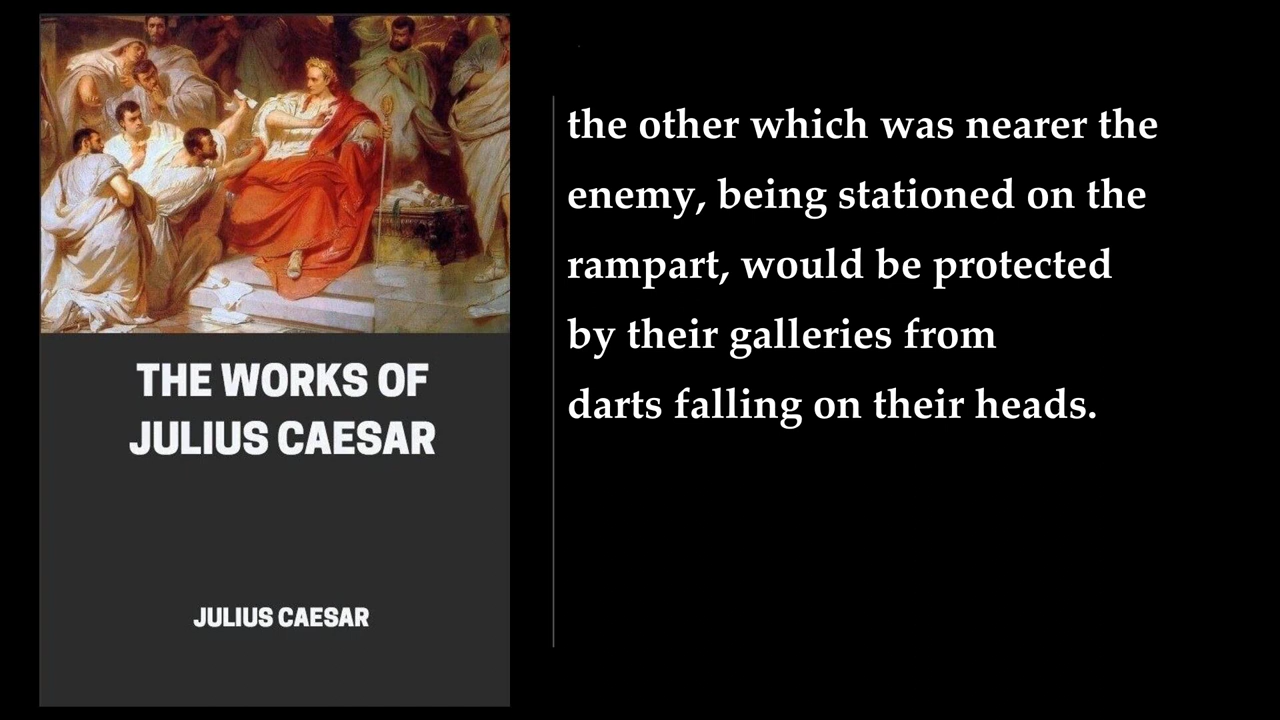 THE WORKS OF
JULIUS CAESAR
JULIUS CAESAR
the other which was nearer the
enemy, being stationed on the
rampart, would be protected
by their galleries from
darts falling on their heads.